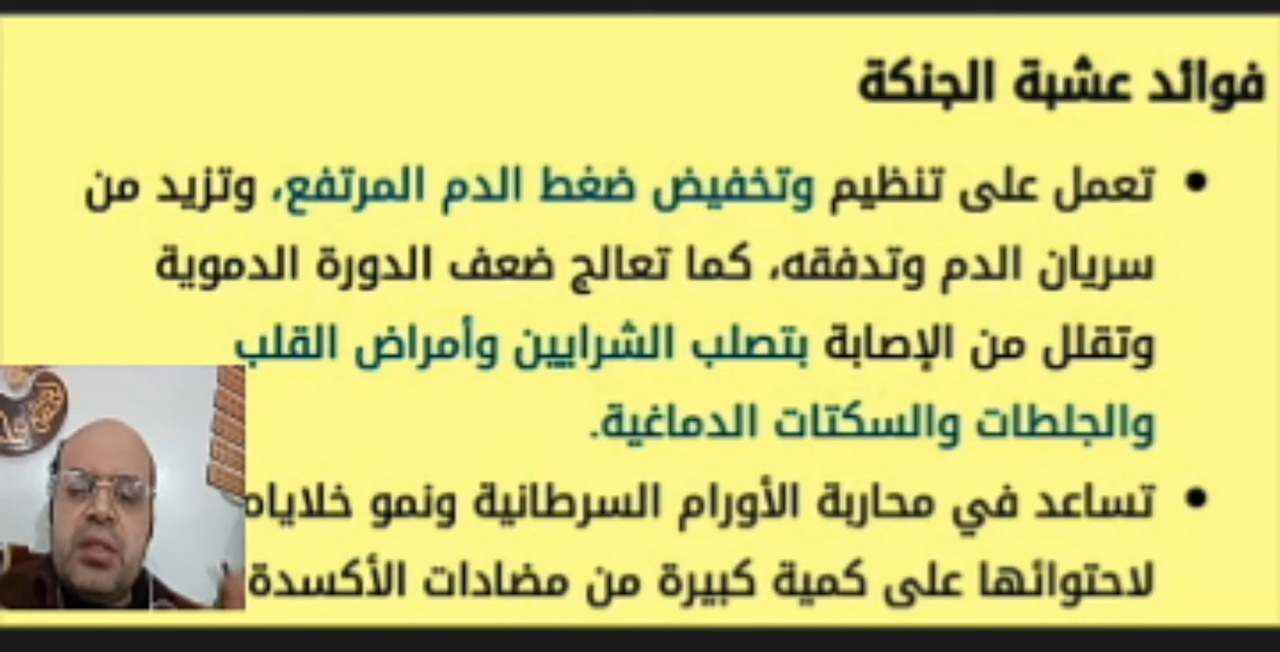 فوائد عشبة الجنكة
• تعمل على تنظيم وتخفيض ضغط الدم المرتفع، وتزيد من
سريان الدم وتدفقه، كما تعالج ضعف الدورة الدموية
وتقلل من الإصابة بتصلب الشرايين وأمراض القلب
والجلطات والسكتات الدماغية.
• تساعد في محاربة الأورام السرطانية ونمو خلاياه
لاحتوائها على كمية كبيرة من مضادات الأكسدة